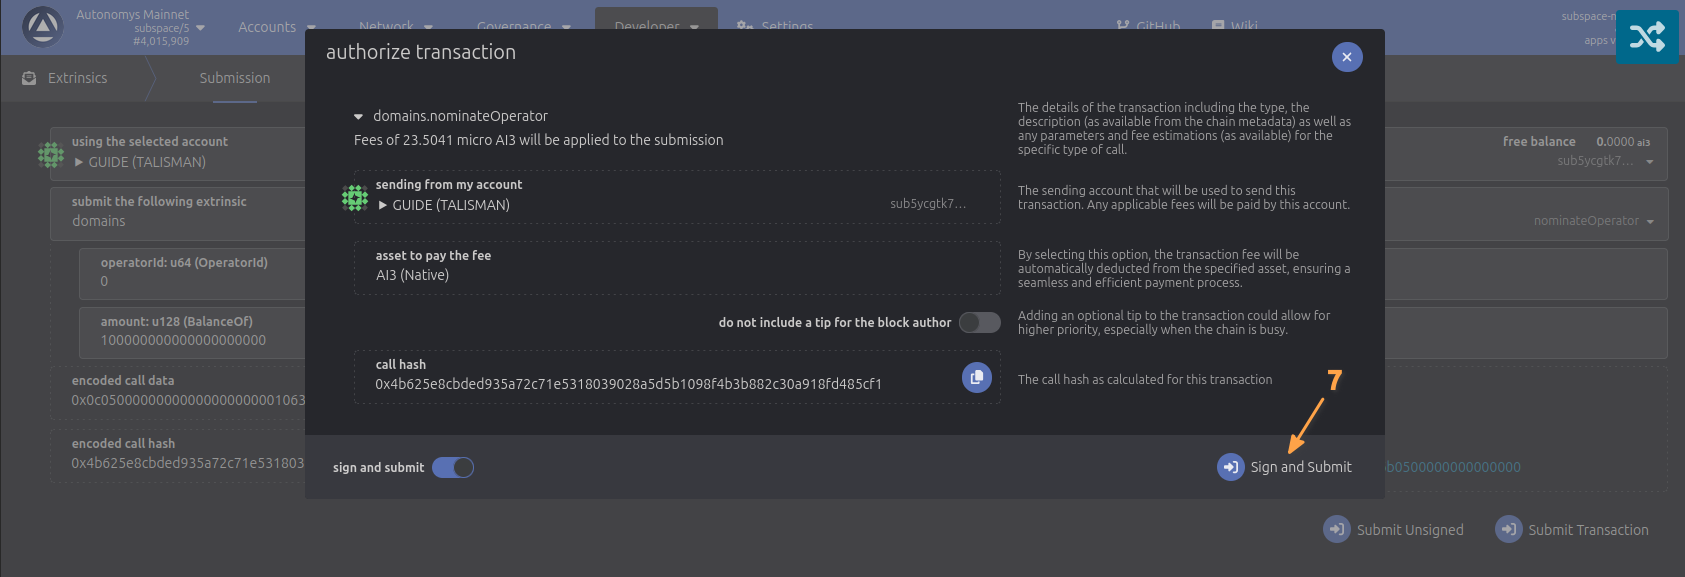 Autonomys Mainnet
subspace/5
#4,015,909
Accounts
Network
Governance
Developer
Settings
GitHub
Wiki
subspace-n
apps v
authorize transaction
Extrinsics
Submission
domains.nominateOperator
Fees of 23.5041 micro AI3 will be applied to the submission
The details of the transaction including the type, the
description (as available from the chain metadata) as well as
any parameters and fee estimations (as available) for the
specific type of call.
using the selected account
GUIDE (TALISMAN)
free balance 0.0000 AI3
sub5ycgtk7...
sending from my account
GUIDE (TALISMAN)
sub5ycgtk7...
The sending account that will be used to send this
transaction. Any applicable fees will be paid by this account.
submit the following extrinsic
domains
nominateOperator
asset to pay the fee
AI3 (Native)
By selecting this option, the transaction fee will be
automatically deducted from the specified asset, ensuring a
seamless and efficient payment process.
operatorId: u64 (OperatorId)
0
do not include a tip for the block author
Adding an optional tip to the transaction could allow for
higher priority, especially when the chain is busy.
amount: u128 (BalanceOf)
100000000000000000000
call hash
0x4b625e8cbded935a72c71e5318039028a5d5b1098f4b3b882c30a918fd485cf1
The call hash as calculated for this transaction
7
encoded call data
encoded call hash
0x4b625e8cbded935a72c71e531803
sign and submit
Sign and Submit
b0500000000000000
Submit Unsigned
Submit Transaction